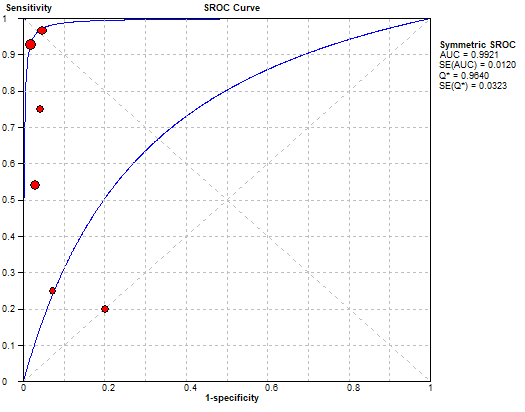 Sensitivity
SROC Curve
1
0.9
0.8
0.7
0.6
0.5
0.4
0.3
0.2
0.1
0
0
0.2
0.4
0.6
0.8
1
1-specificity
Symmetric SROC
AUC = 0.9921
SE(AUC) = 0.0120
Q* = 0.9640
SE(Q*) = 0.0323